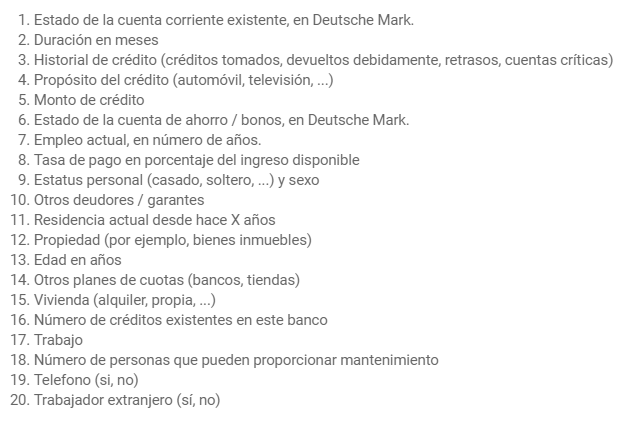 1. Estado de la cuenta corriente existente, en Deutsche Mark.
2. Duración en meses
3. Historial de crédito (créditos tomados, devueltos debidamente, retrasos, cuentas críticas)
4. Propósito del crédito (automóvil, televisión, ...)
5. Monto de crédito
6. Estado de la cuenta de ahorro / bonos, en Deutsche Mark.
7. Empleo actual, en número de años.
8. Tasa de pago en porcentaje del ingreso disponible
9. Estatus personal (casado, soltero, ...) y sexo
10. Otros deudores / garantes
11. Residencia actual desde hace X años
12. Propiedad (por ejemplo, bienes inmuebles)
13. Edad en años
14. Otros planes de cuotas (bancos, tiendas)
15. Vivienda (alquiler, propia, ...)
16. Número de créditos existentes en este banco
17. Trabajo
18. Número de personas que pueden proporcionar mantenimiento
19. Telefono (si, no)
20. Trabajador extranjero (sí, no)